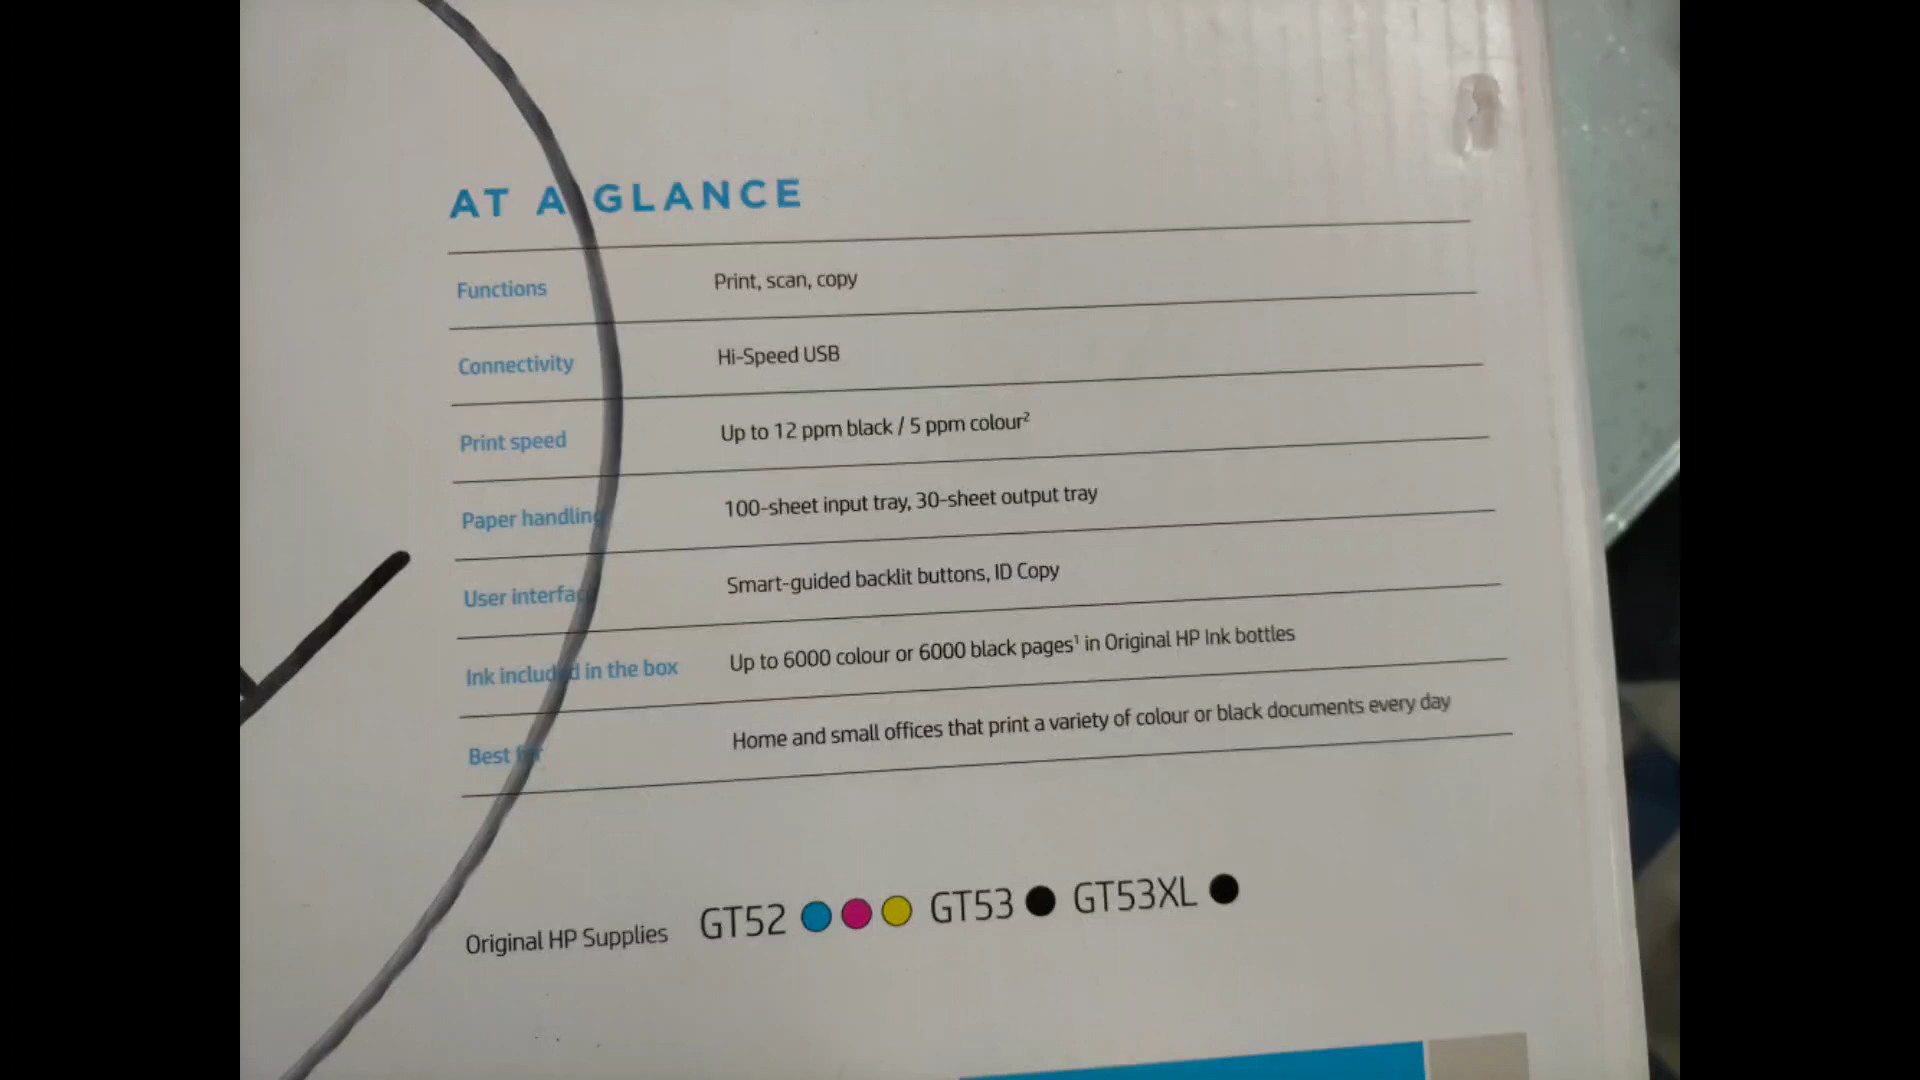 AT A GLANCE
Functions Print, scan, copy
Connectivity Hi-Speed USB
Print speed Up to 12 ppm black / 5 ppm colour²
Paper handling 100-sheet input tray, 30-sheet output tray
User interface Smart-guided backlit buttons, ID Copy
Ink included in the box Up to 6000 colour or 6000 black pages¹ in Original HP Ink bottles
Best for Home and small offices that print a variety of colour or black documents every day
Original HP Supplies GT52 GT53 GT53XL